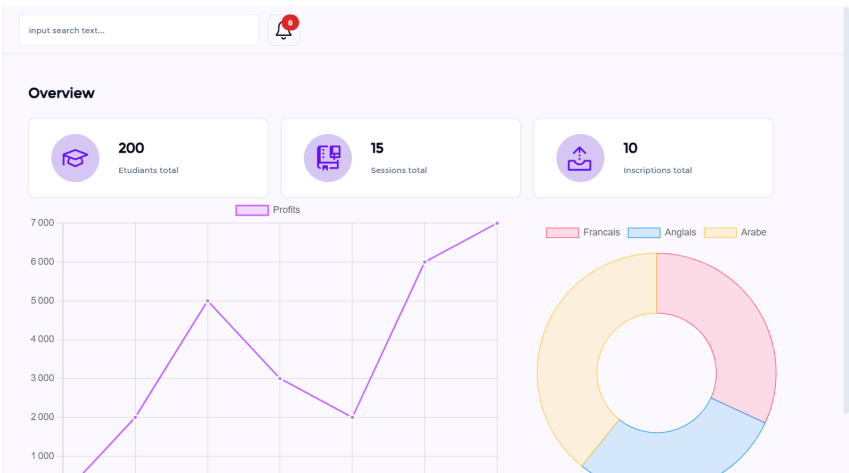 input search text...
8
Overview
200
Etudiants total
15
Sessions total
10
Inscriptions total
Profits
7 000
6 000
5 000
4 000
3 000
2 000
1 000
Francais Anglais Arabe